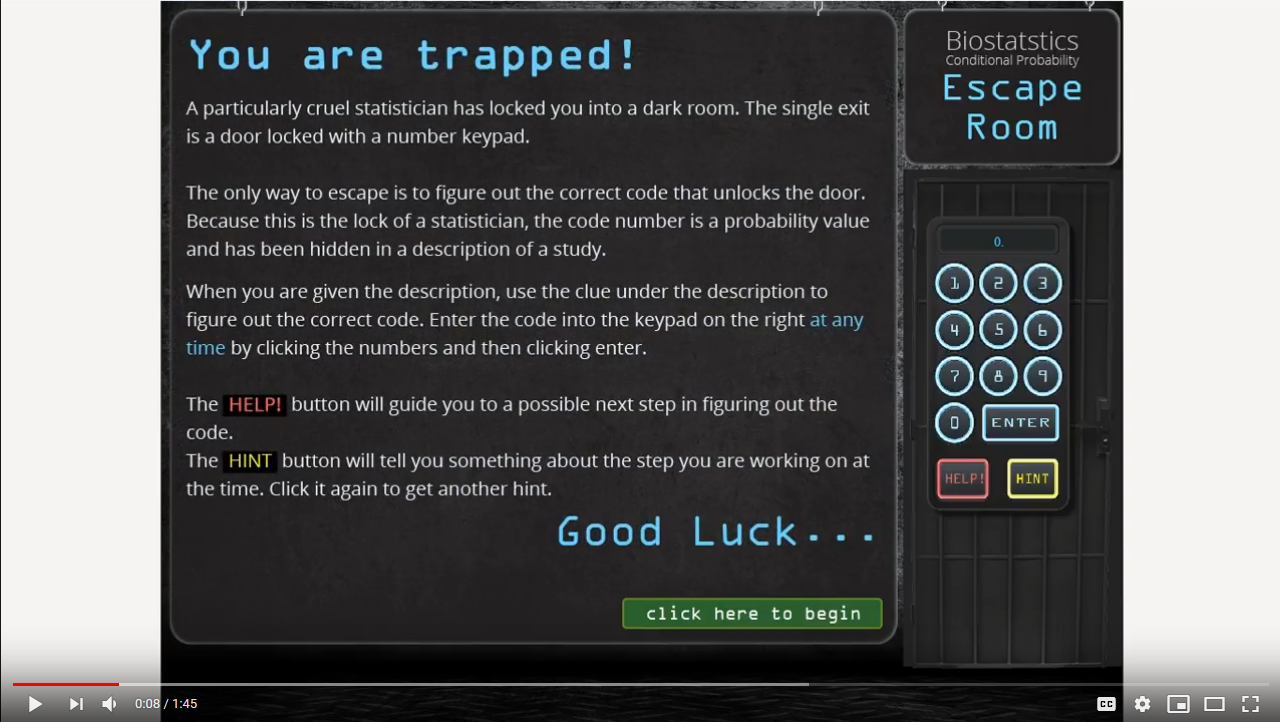 You are trapped!
A particularly cruel statistician has locked you into a dark room. The single exit
is a door locked with a number keypad.
The only way to escape is to figure out the correct code that unlocks the door.
Because this is the lock of a statistician, the code number is a probability value
and has been hidden in a description of a study.
When you are given the description, use the clue under the description to
figure out the correct code. Enter the code into the keypad on the right at any
time by clicking the numbers and then clicking enter.
The HELP! button will guide you to a possible next step in figuring out the
code.
The HINT button will tell you something about the step you are working on at
the time. Click it again to get another hint.
Good Luck...
click here to begin
Biostatstics
Conditional Probability
Escape
Room
0.
1 2 3
4 5 6
7 8 9
0 ENTER
HELP! HINT
0:08 / 1:45
CC